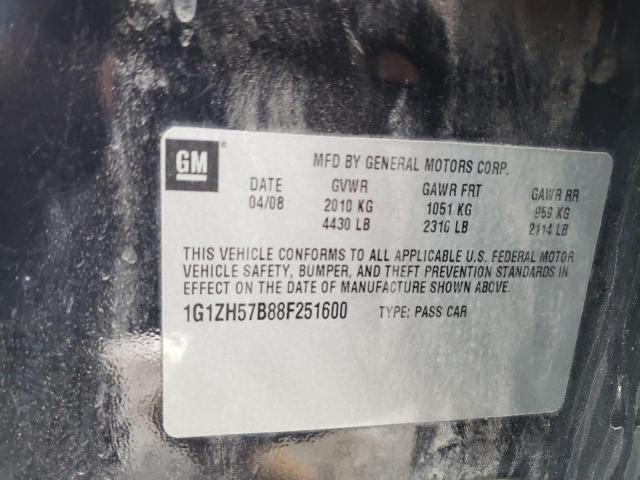 GM
MFD BY GENERAL MOTORS CORP.
DATE GVWR GAWR FRT GAWR RR
04/08 2010 KG 1051 KG 959 KG
4430 LB 2316 LB 2114 LB
THIS VEHICLE CONFORMS TO ALL APPLICABLE U.S. FEDERAL MOTOR
VEHICLE SAFETY, BUMPER, AND THEFT PREVENTION STANDARDS IN
EFFECT ON THE DATE OF MANUFACTURE SHOWN ABOVE.
1G1ZH57B88F251600 TYPE: PASS CAR